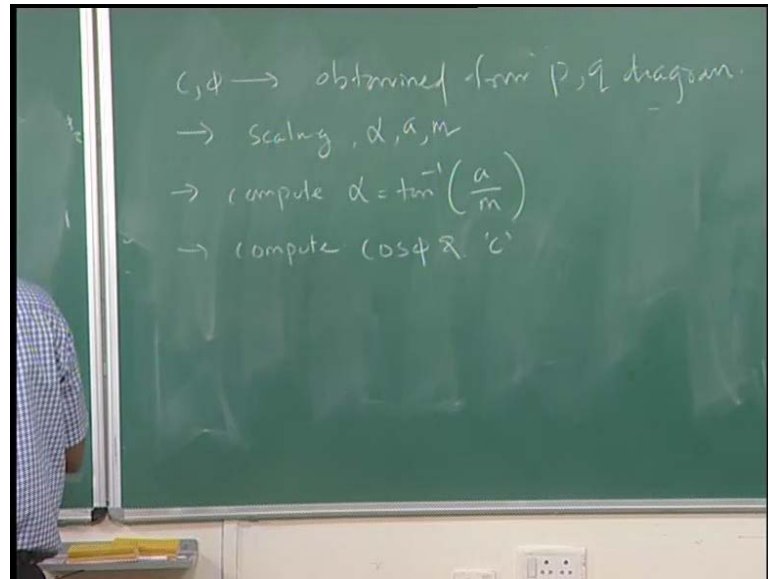 c, φ → obtained from p, q diagram.
→ scaling, α, a, m
→ compute α = tan⁻¹(a/m)
→ compute cosφ & 'c'